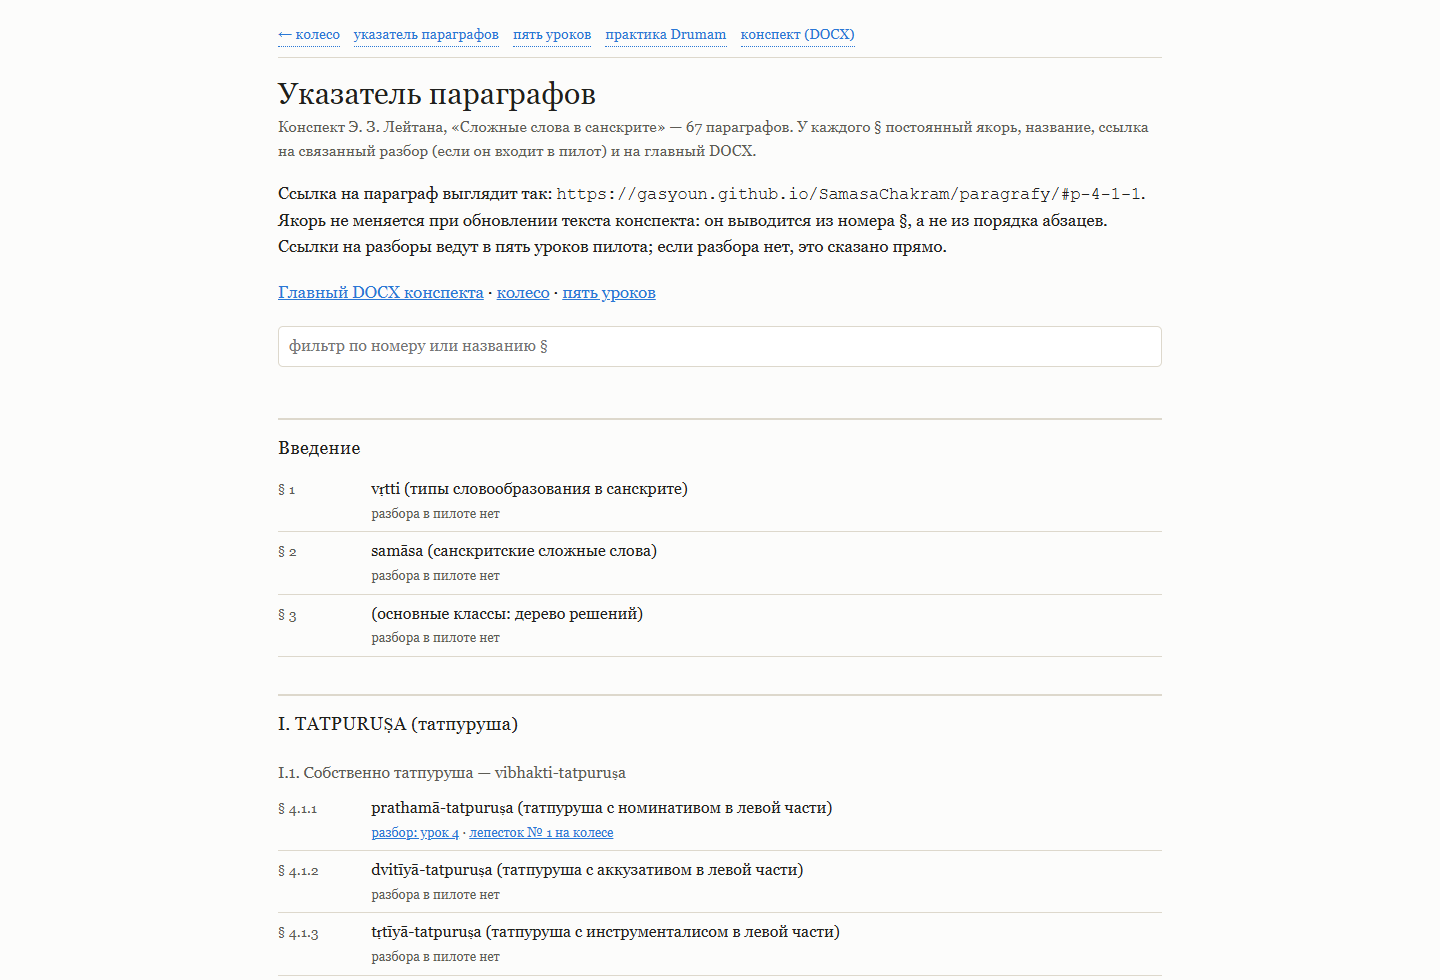 ← колесо указатель параграфов пять уроков практика Drumam конспект (DOCX)
Указатель параграфов
Конспект Э. З. Лейтана, «Сложные слова в санскрите» — 67 параграфов. У каждого § постоянный якорь, название, ссылка
на связанный разбор (если он входит в пилот) и на главный DOCX.
Ссылка на параграф выглядит так: https://gasyoun.github.io/SamasaChakram/paragrafy/#p-4-1-1.
Якорь не меняется при обновлении текста конспекта: он выводится из номера §, а не из порядка абзацев.
Ссылки на разборы ведут в пять уроков пилота; если разбора нет, это сказано прямо.
Главный DOCX конспекта · колесо · пять уроков
фильтр по номеру или названию §
Введение
§ 1 vṛtti (типы словообразования в санскрите)
разбора в пилоте нет
§ 2 samāsa (санскритские сложные слова)
разбора в пилоте нет
§ 3 (основные классы: дерево решений)
разбора в пилоте нет
I. TATPURUṢA (татпуруша)
I.1. Собственно татпуруша — vibhakti-tatpuruṣa
§ 4.1.1 prathamā-tatpuruṣa (татпуруша с номинативом в левой части)
разбор: урок 4 · лепесток № 1 на колесе
§ 4.1.2 dvitīyā-tatpuruṣa (татпуруша с аккузативом в левой части)
разбора в пилоте нет
§ 4.1.3 tṛtīyā-tatpuruṣa (татпуруша с инструменталисом в левой части)
разбора в пилоте нет